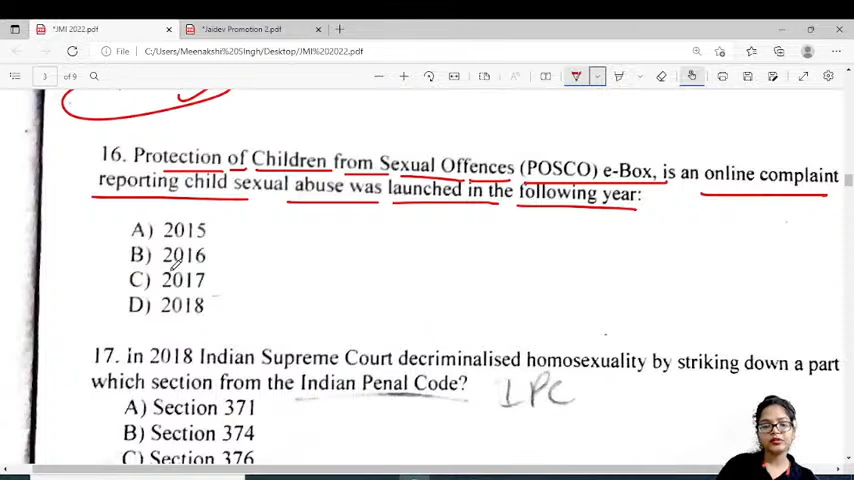 *JMI 2022.pdf
*Jaidev Promotion 2.pdf
File
C:/Users/Meenakshi%20SIngh/Desktop/JMI%202022.pdf
3 of 9
16. Protection of Children from Sexual Offences (POSCO) e-Box, is an online complaint
reporting child sexual abuse was launched in the following year:
A) 2015
B) 2016
C) 2017
D) 2018
17. In 2018 Indian Supreme Court decriminalised homosexuality by striking down a part
which section from the Indian Penal Code? IPC
A) Section 371
B) Section 374
C) Section 376